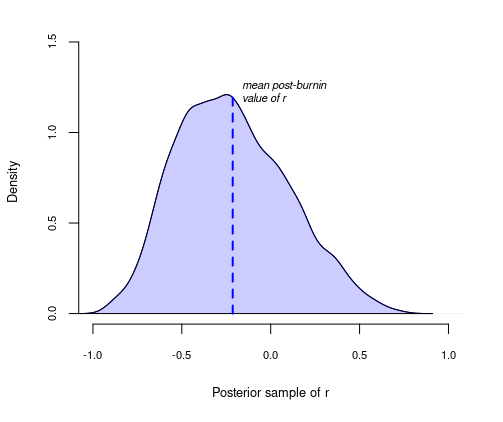 1.5
1.0
0.5
0.0
Density
mean post-burnin
value of r
-1.0 -0.5 0.0 0.5 1.0
Posterior sample of r